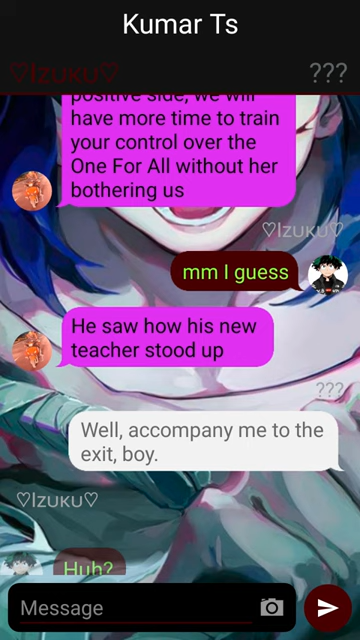 Kumar Ts
♡Izuku♡
???
positive side, we will
have more time to train
your control over the
One For All without her
bothering us
♡Izuku♡
mm I guess
He saw how his new
teacher stood up
???
Well, accompany me to the
exit, boy.
♡Izuku♡
Huh?
Message